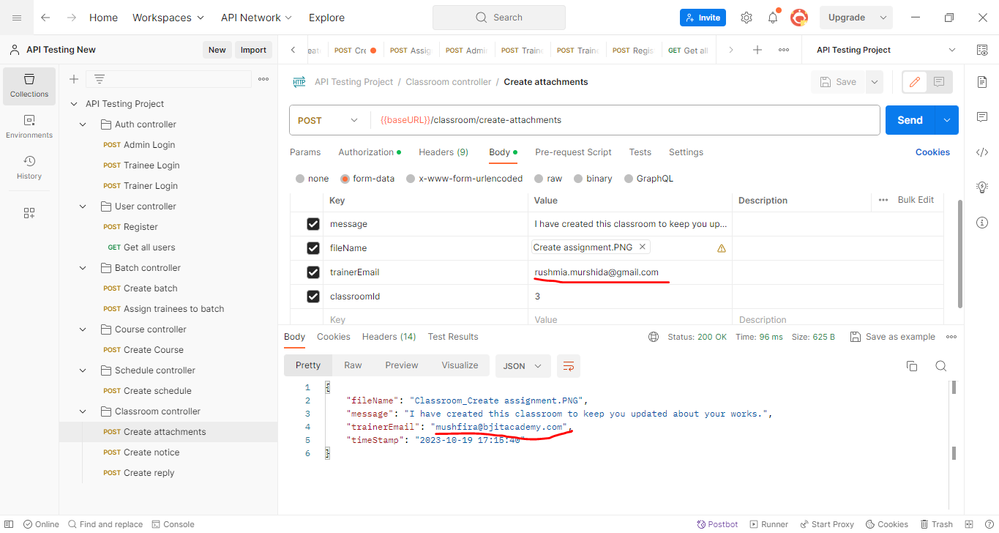 Home Workspaces API Network Explore Search Invite Upgrade
API Testing New New Import
POST Cre POST Assig POST Admi POST Train POST Traine POST Regis GET Get all API Testing Project
Collections
Environments
History
API Testing Project
Auth controller
POST Admin Login
POST Trainee Login
POST Trainer Login
User controller
POST Register
GET Get all users
Batch controller
POST Create batch
POST Assign trainees to batch
Course controller
POST Create Course
Schedule controller
POST Create schedule
Classroom controller
POST Create attachments
POST Create notice
POST Create reply
HTTP API Testing Project / Classroom controller / Create attachments Save
POST {{baseURL}}/classroom/create-attachments Send
Params Authorization Headers (9) Body Pre-request Script Tests Settings Cookies
none form-data x-www-form-urlencoded raw binary GraphQL
Key Value Description Bulk Edit
message I have created this classroom to keep you up...
fileName Create assignment.PNG
trainerEmail rushmia.murshida@gmail.com
classroomId 3
Key Value Description
Body Cookies Headers (14) Test Results Status: 200 OK Time: 96 ms Size: 625 B Save as example
Pretty Raw Preview Visualize JSON
1 {
2 "fileName": "Classroom_Create assignment.PNG",
3 "message": "I have created this classroom to keep you updated about your works.",
4 "trainerEmail": "mushfira@bjitacademy.com",
5 "timeStamp": "2023-10-19 17:15:40"
6 }
Online Find and replace Console Postbot Runner Start Proxy Cookies Trash